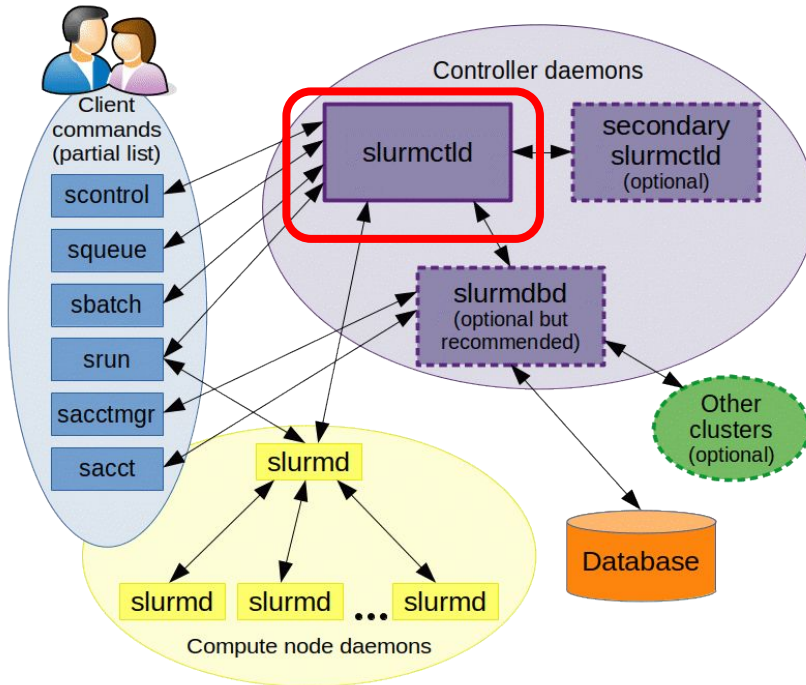 Client
commands
(partial list)
scontrol
squeue
sbatch
srun
sacctmgr
sacct
Controller daemons
slurmctld
secondary
slurmctld
(optional)
slurmdbd
(optional but
recommended)
Other
clusters
(optional)
Database
slurmd
slurmd
slurmd
...
slurmd
Compute node daemons